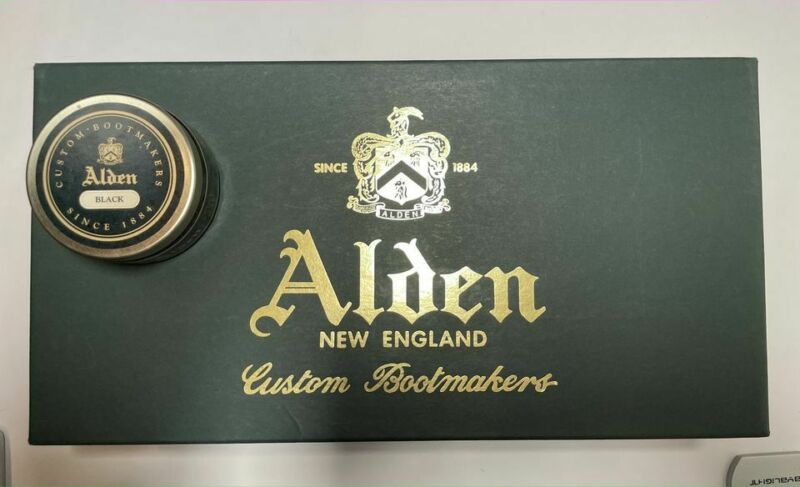 CUSTOM · BOOTMAKERS
Alden
BLACK
SINCE 1884
SINCE 1884
ALDEN
Alden
NEW ENGLAND
Custom Bootmakers